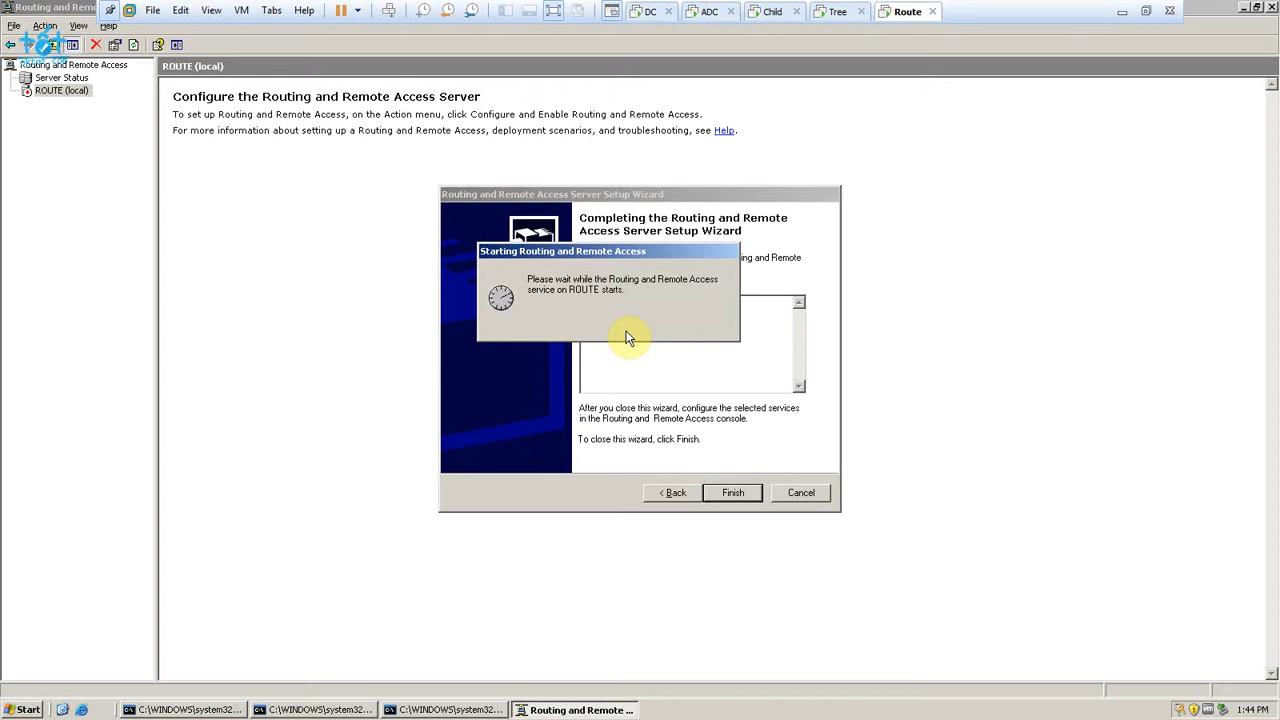 Routing and Rem
File Edit View VM Tabs Help
DC
ADC
Child
Tree
Route
File Action View Help
Routing and Remote Access
Server Status
ROUTE (local)
ROUTE (local)
Configure the Routing and Remote Access Server
To set up Routing and Remote Access, on the Action menu, click Configure and Enable Routing and Remote Access.
For more information about setting up a Routing and Remote Access, deployment scenarios, and troubleshooting, see Help.
Routing and Remote Access Server Setup Wizard
Completing the Routing and Remote
Access Server Setup Wizard
ing and Remote
Starting Routing and Remote Access
Please wait while the Routing and Remote Access
service on ROUTE starts.
After you close this wizard, configure the selected services
in the Routing and Remote Access console.
To close this wizard, click Finish.
< Back
Finish
Cancel
Start
C:\WINDOWS\system32...
C:\WINDOWS\system32...
C:\WINDOWS\system32...
Routing and Remote ...
1:44 PM